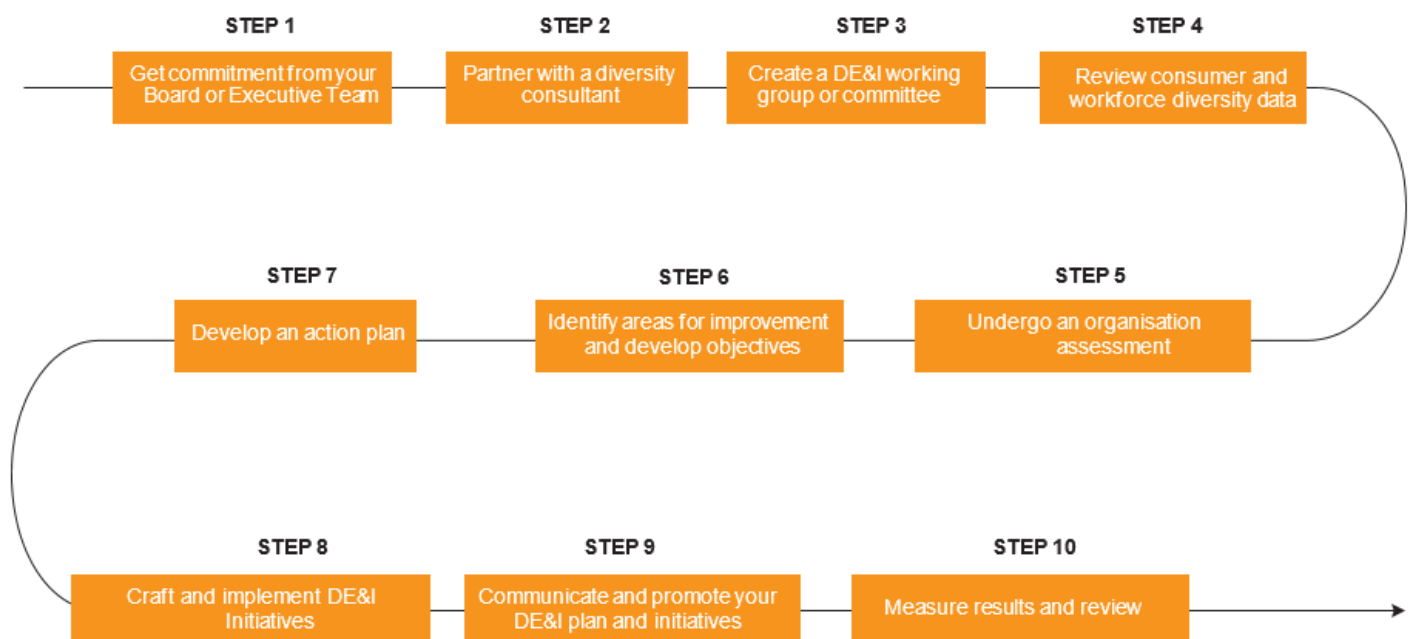 STEP 1
Get commitment from your
Board or Executive Team
STEP 2
Partner with a diversity
consultant
STEP 3
Create a DE&I working
group or committee
STEP 4
Review consumer and
workforce diversity data
STEP 5
Undergo an organisation
assessment
STEP 6
Identify areas for improvement
and develop objectives
STEP 7
Develop an action plan
STEP 8
Craft and implement DE&I
Initiatives
STEP 9
Communicate and promote your
DE&I plan and initiatives
STEP 10
Measure results and review